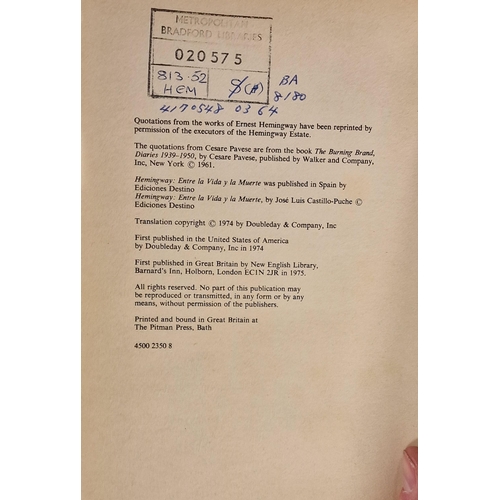 METROPOLITAN
BRADFORD LIBRARIES
020575
813.52
HEM
BA
8/80
4170548 03 64
Quotations from the works of Ernest Hemingway have been reprinted by
permission of the executors of the Hemingway Estate.
The quotations from Cesare Pavese are from the book The Burning Brand,
Diaries 1939–1950, by Cesare Pavese, published by Walker and Company,
Inc, New York © 1961.
Hemingway: Entre la Vida y la Muerte was published in Spain by
Ediciones Destino
Hemingway: Entre la Vida y la Muerte, by José Luis Castillo-Puche ©
Ediciones Destino
Translation copyright © 1974 by Doubleday & Company, Inc
First published in the United States of America
by Doubleday & Company, Inc in 1974
First published in Great Britain by New English Library,
Barnard's Inn, Holborn, London EC1N 2JR in 1975.
All rights reserved. No part of this publication may
be reproduced or transmitted, in any form or by any
means, without permission of the publishers.
Printed and bound in Great Britain at
The Pitman Press, Bath
4500 2350 8